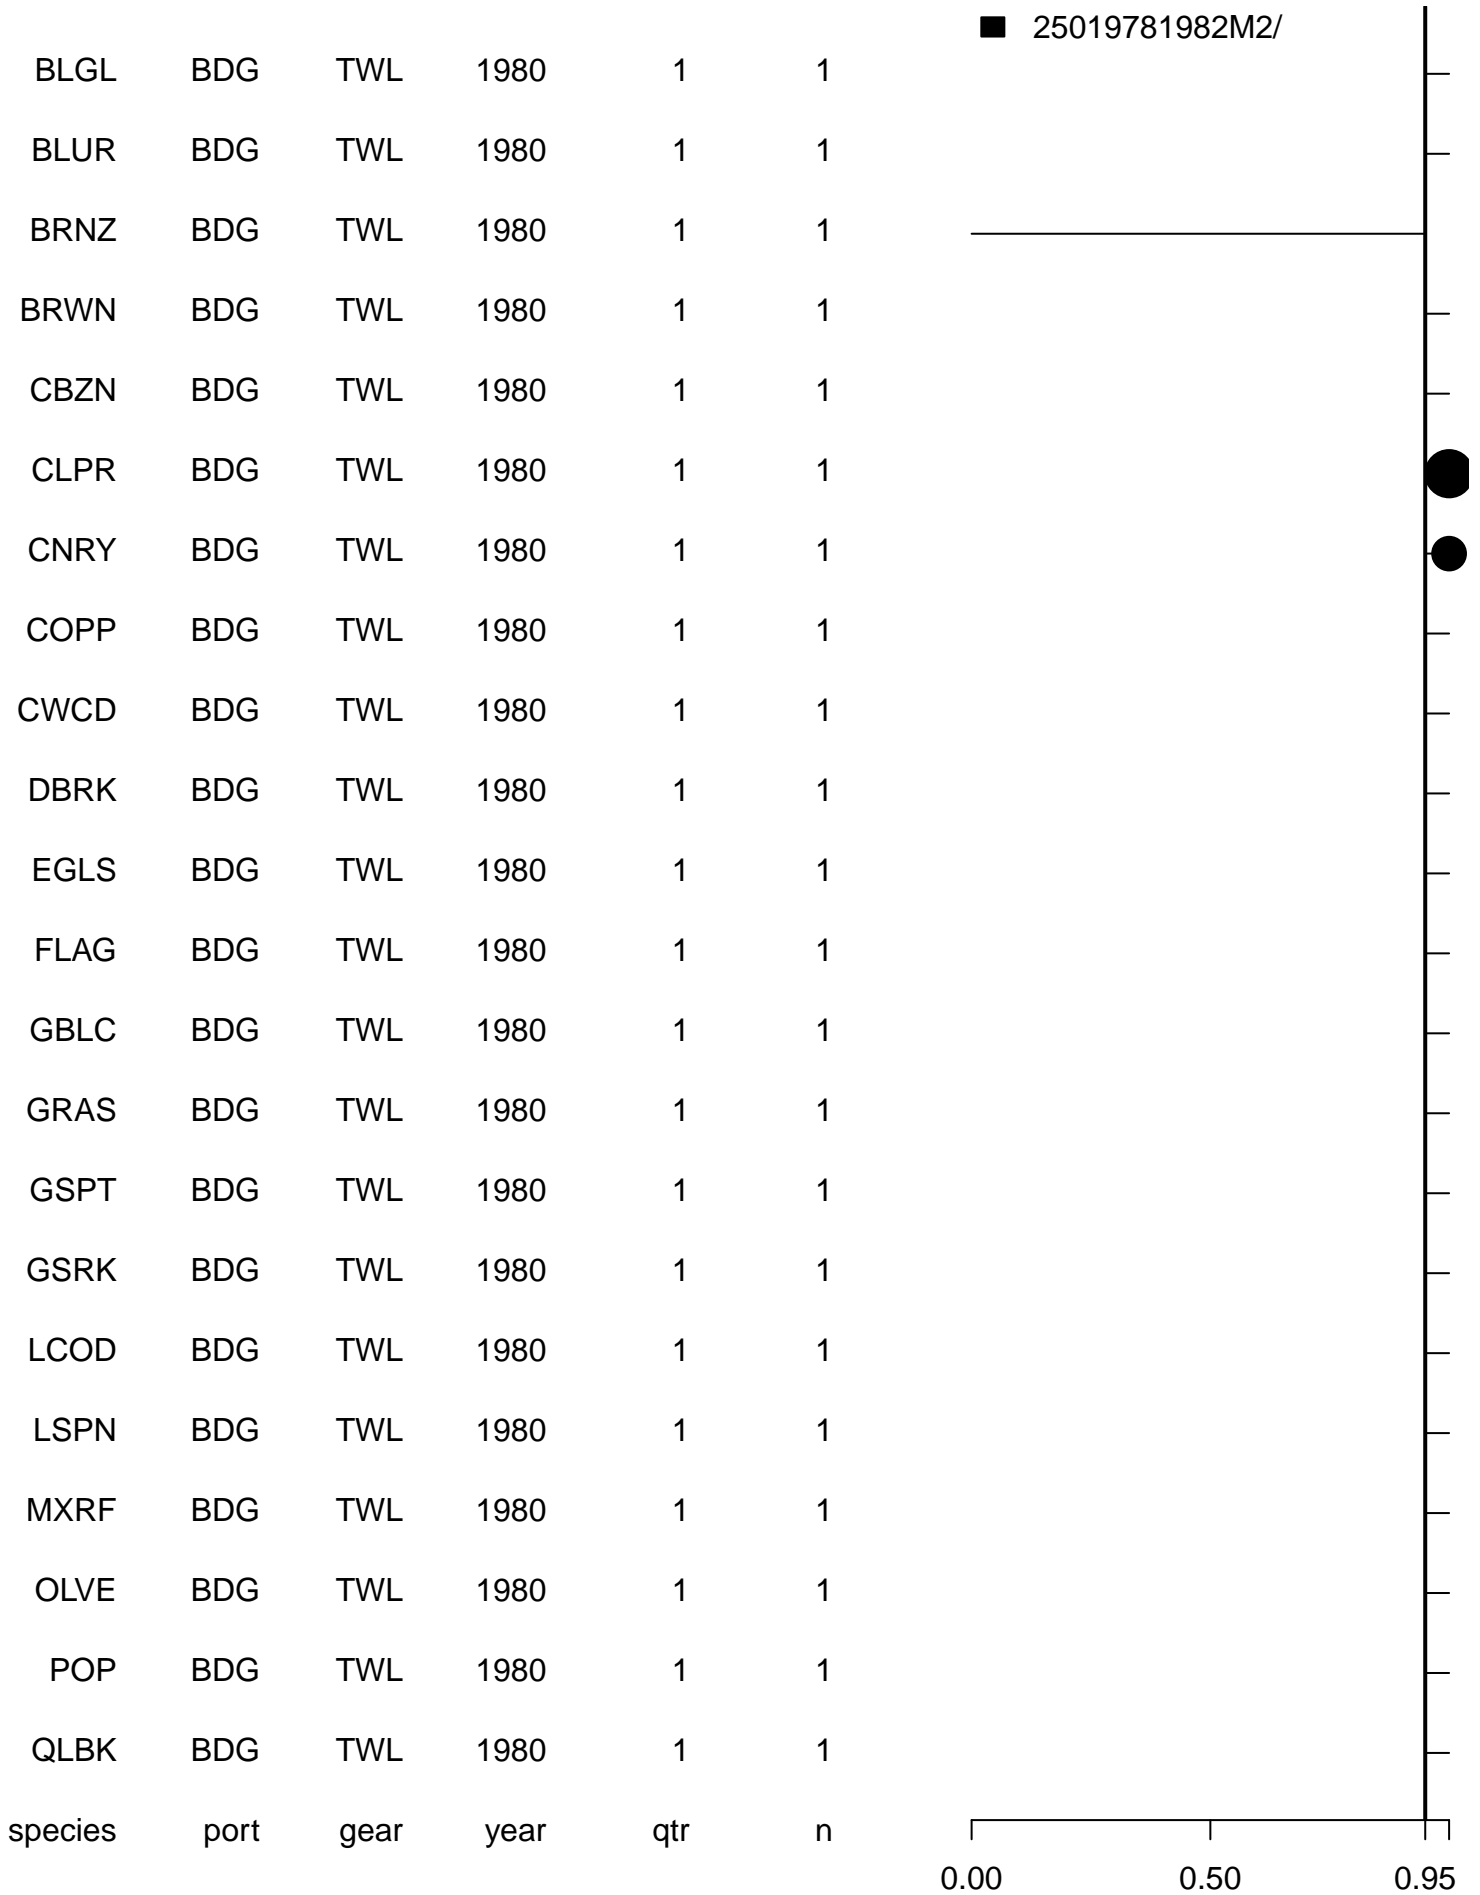 25019781982M2/
BLGL BDG TWL 1980 1 1
BLUR BDG TWL 1980 1 1
BRNZ BDG TWL 1980 1 1
BRWN BDG TWL 1980 1 1
CBZN BDG TWL 1980 1 1
CLPR BDG TWL 1980 1 1
CNRY BDG TWL 1980 1 1
COPP BDG TWL 1980 1 1
CWCD BDG TWL 1980 1 1
DBRK BDG TWL 1980 1 1
EGLS BDG TWL 1980 1 1
FLAG BDG TWL 1980 1 1
GBLC BDG TWL 1980 1 1
GRAS BDG TWL 1980 1 1
GSPT BDG TWL 1980 1 1
GSRK BDG TWL 1980 1 1
LCOD BDG TWL 1980 1 1
LSPN BDG TWL 1980 1 1
MXRF BDG TWL 1980 1 1
OLVE BDG TWL 1980 1 1
POP BDG TWL 1980 1 1
QLBK BDG TWL 1980 1 1
species port gear year qtr n
0.00 0.50 0.95